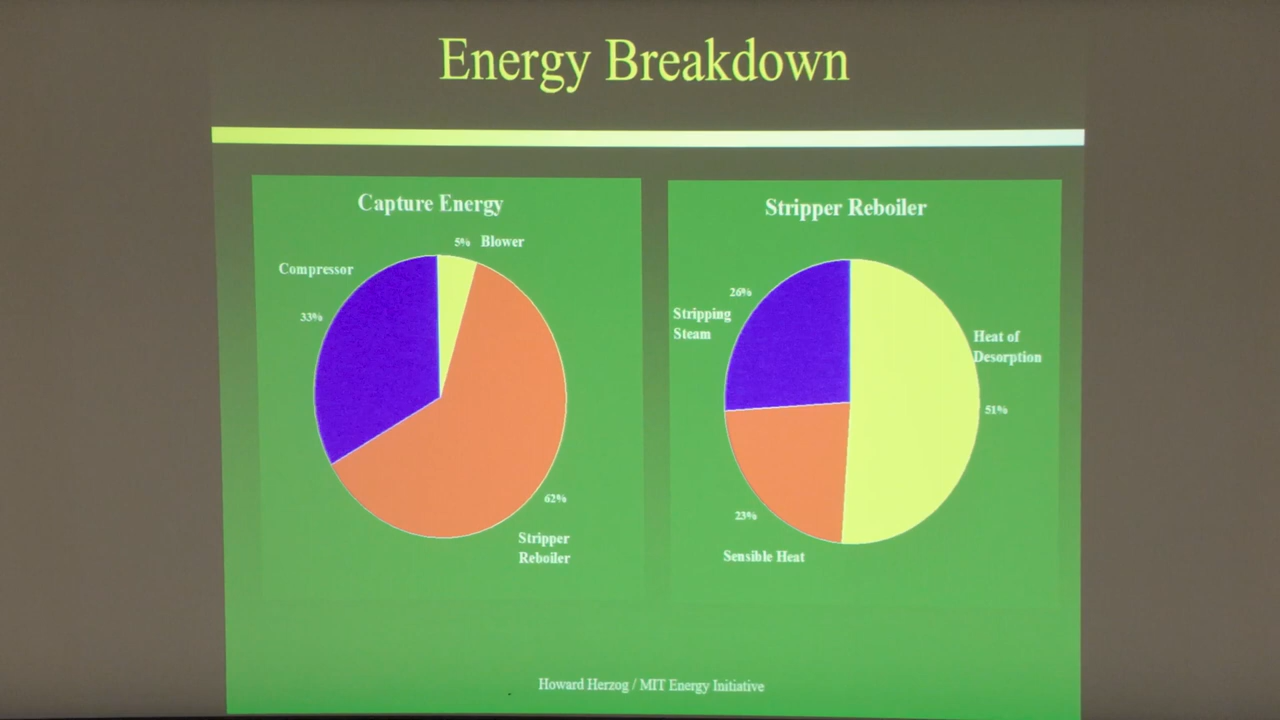 Energy Breakdown
Capture Energy
5% Blower
Compressor
33%
62%
Stripper
Reboiler
Stripper Reboiler
26%
Stripping
Steam
Heat of
Desorption
51%
23%
Sensible Heat
Howard Herzog / MIT Energy Initiative